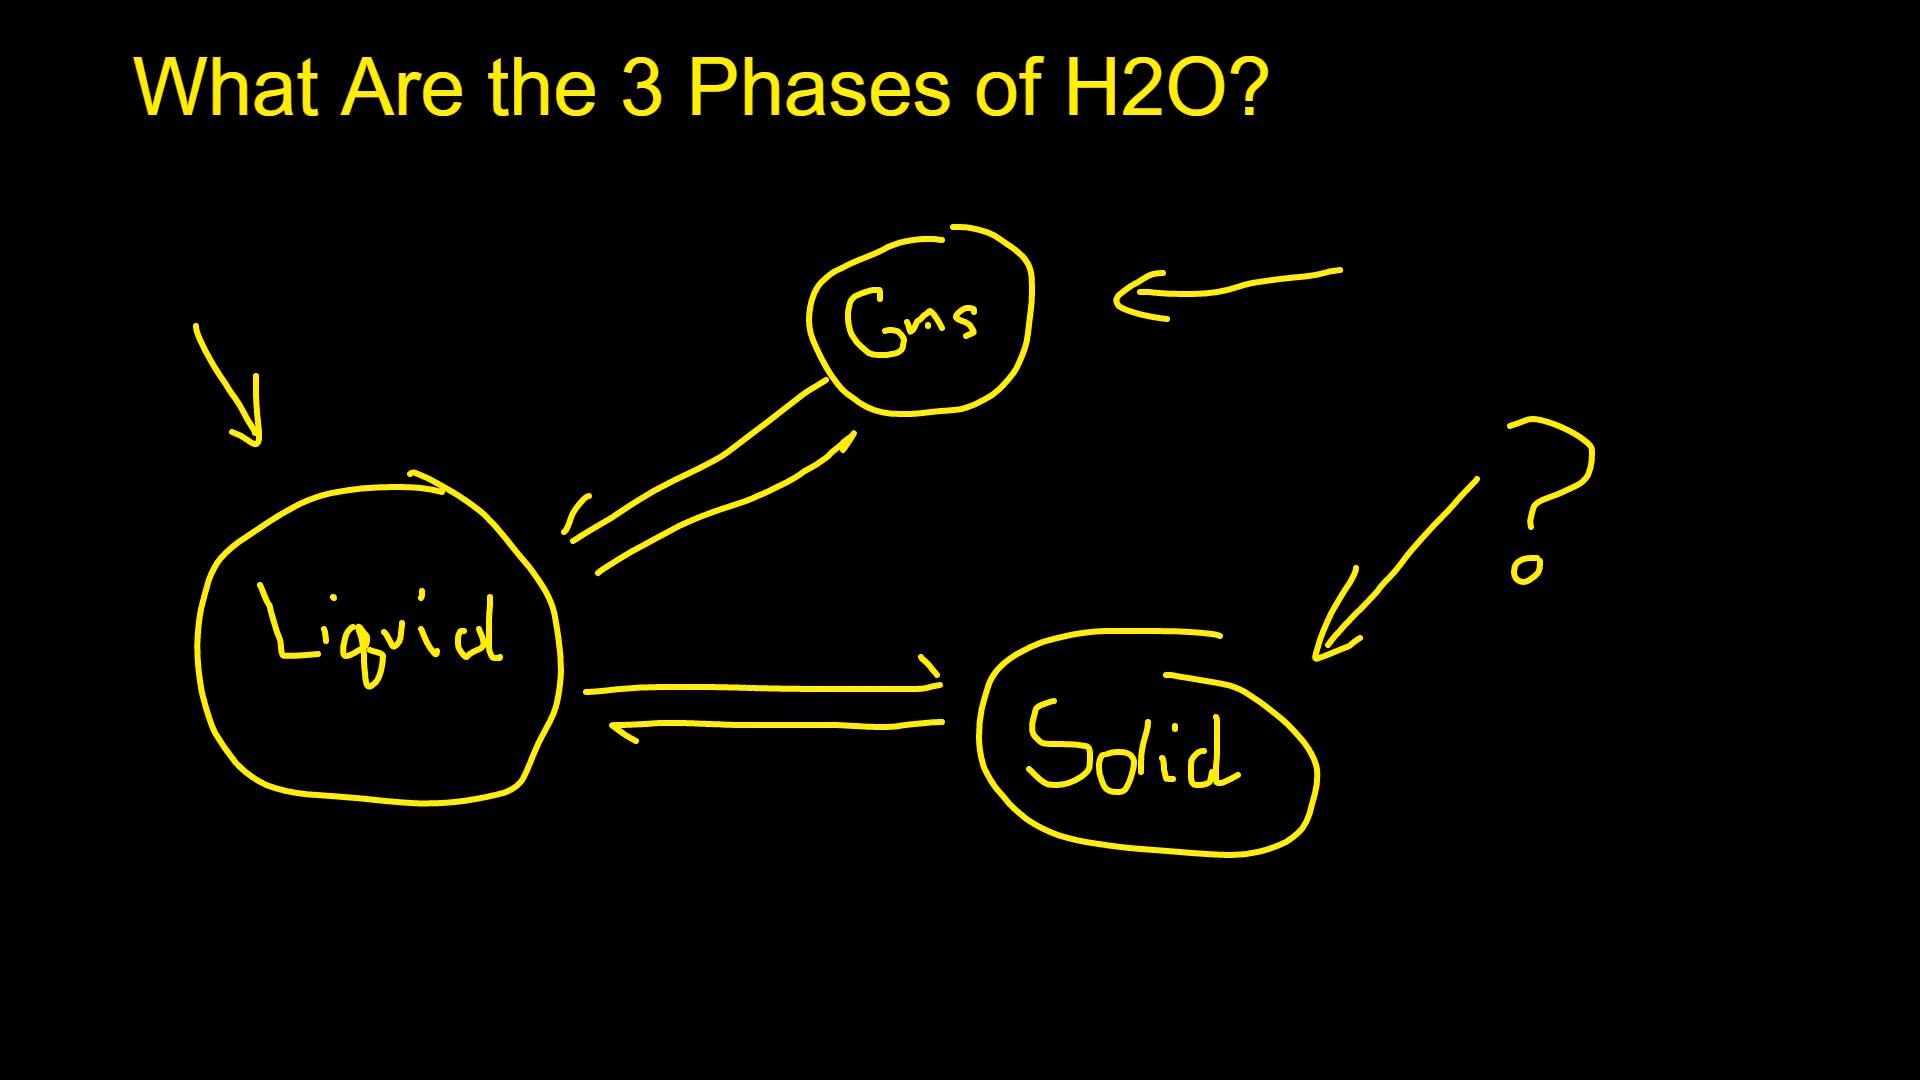 What Are the 3 Phases of H2O?
Gas
Liquid
?
Solid